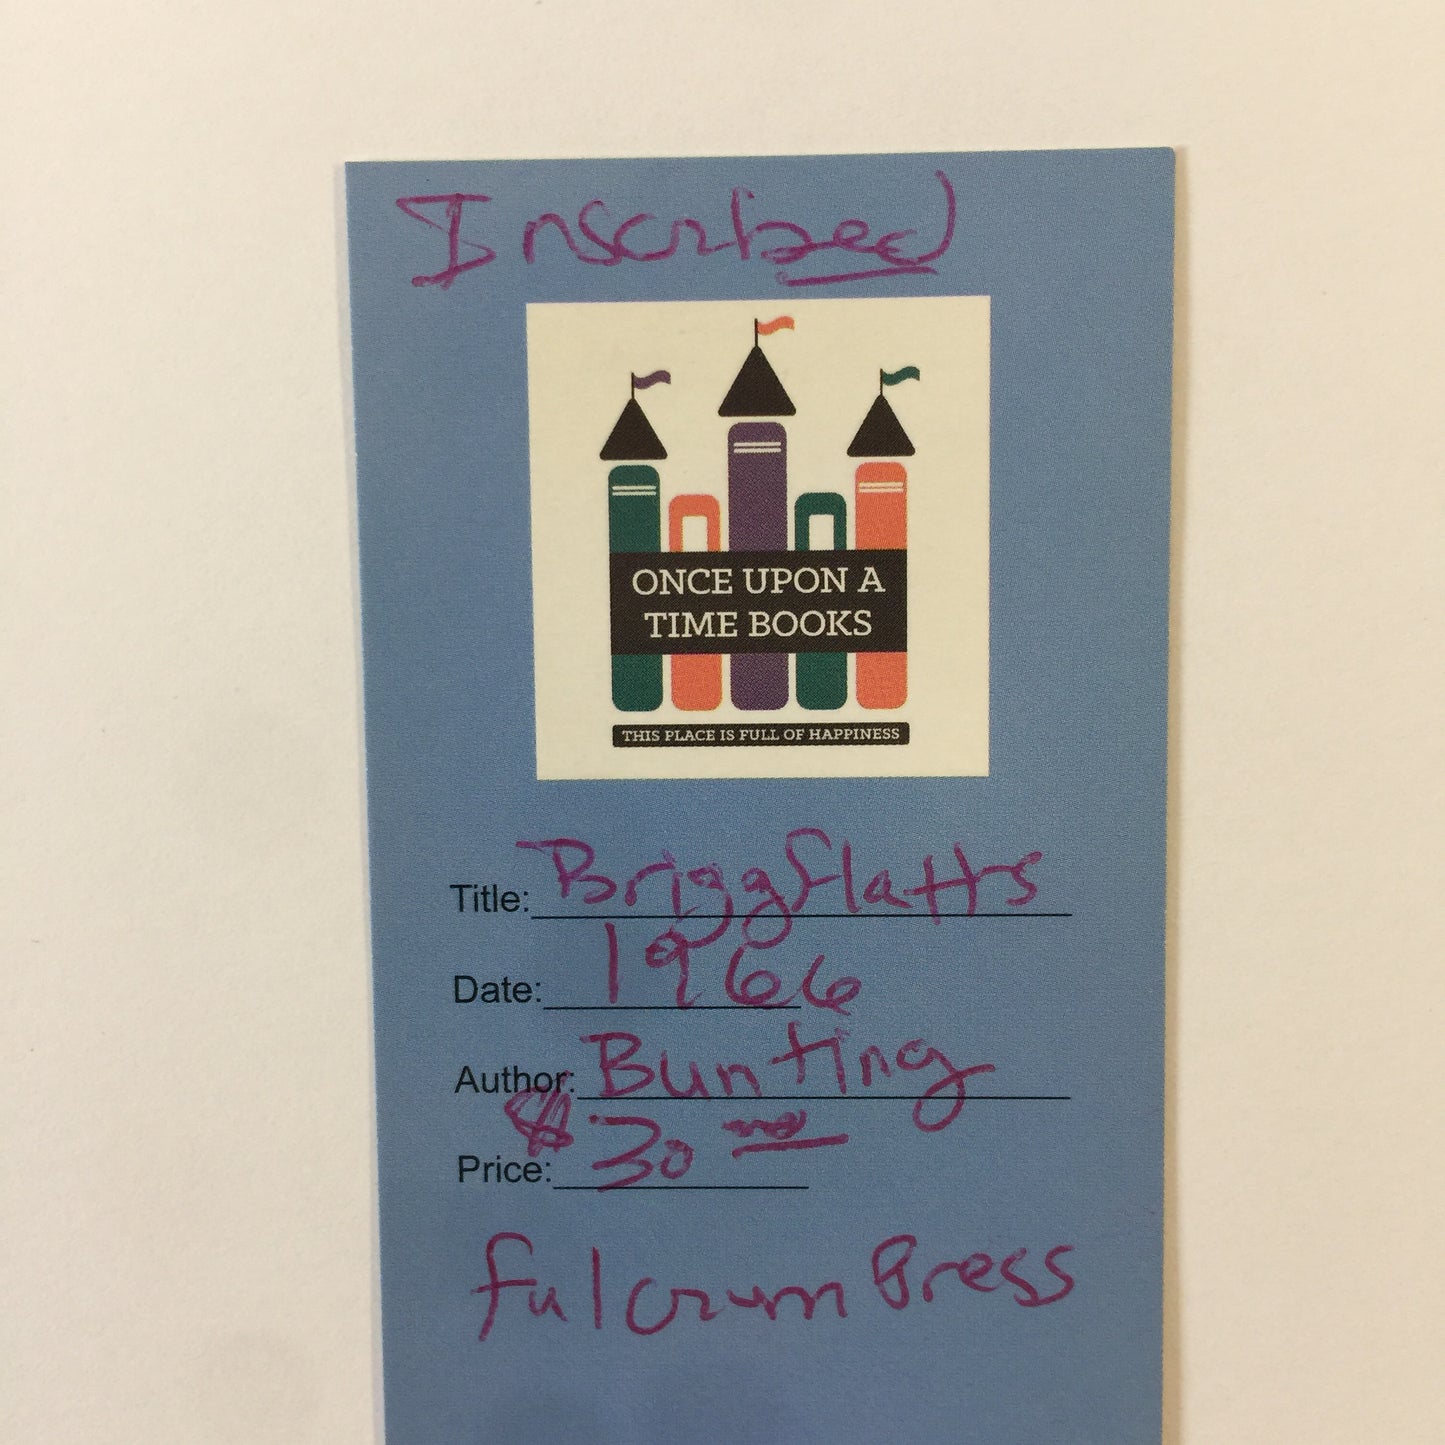 Inscribed
ONCE UPON A
TIME BOOKS
THIS PLACE IS FULL OF HAPPINESS
Title: Briggflatts
Date: 1966
Author: Bunting
Price: $30
Fulcrum Press